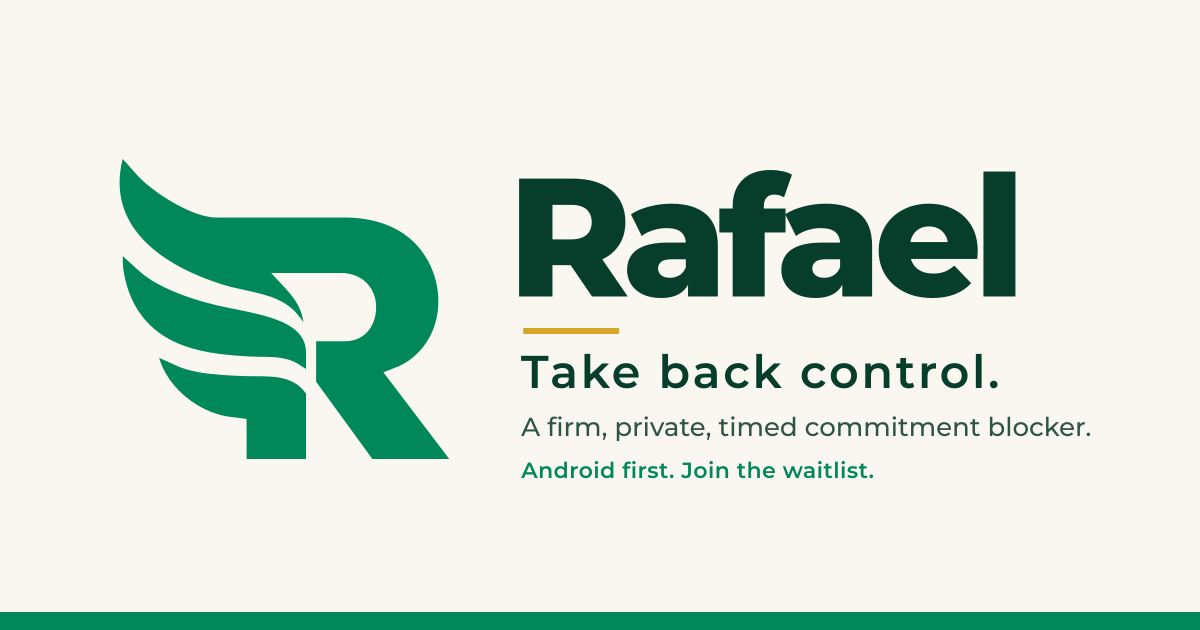 Rafael
Take back control.
A firm, private, timed commitment blocker.
Android first. Join the waitlist.